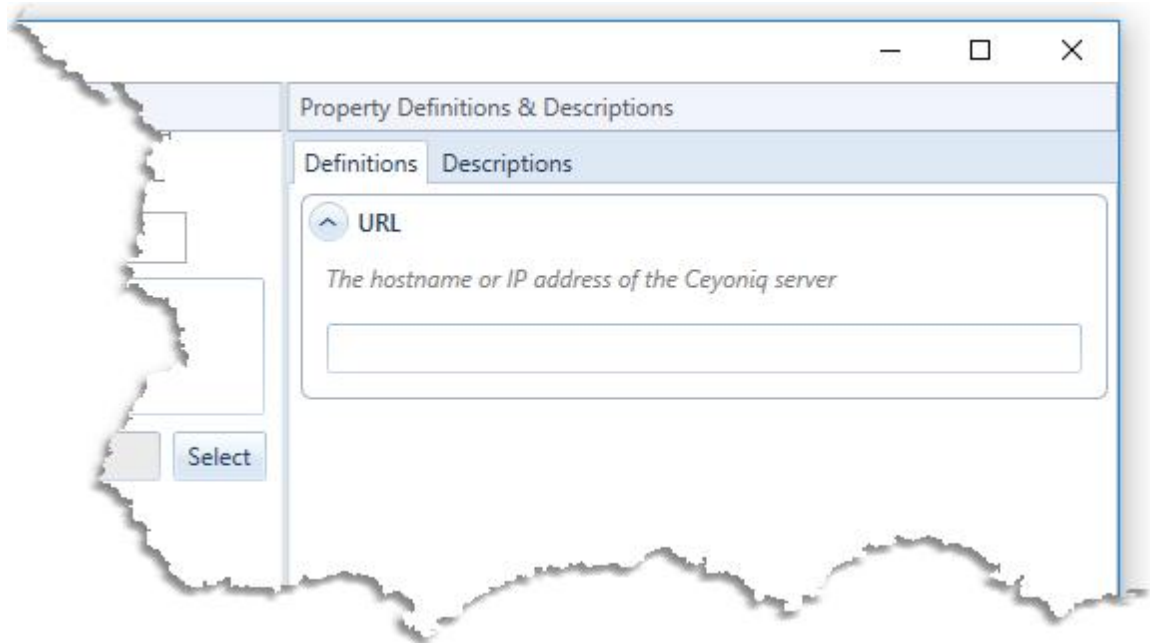 Property Definitions & Descriptions
Definitions Descriptions
URL
The hostname or IP address of the Ceyoniq server
Select